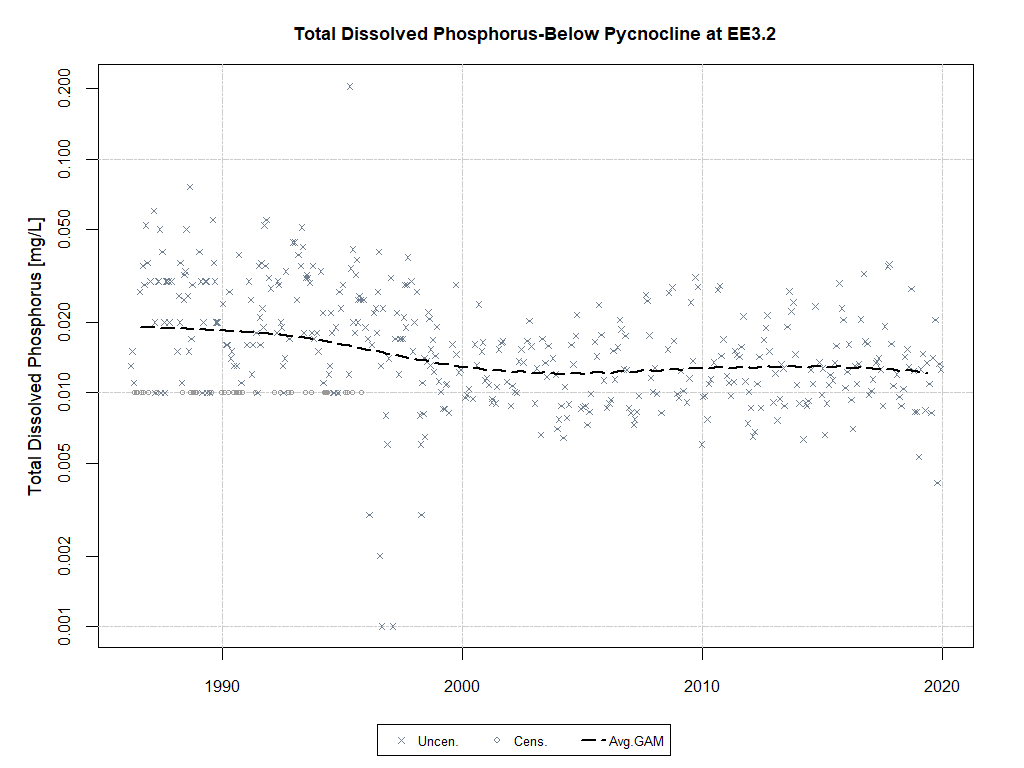 Total Dissolved Phosphorus-Below Pycnocline at EE3.2
Total Dissolved Phosphorus [mg/L]
0.200
0.100
0.050
0.020
0.010
0.005
0.002
0.001
1990 2000 2010 2020
Uncen. Cens. Avg.GAM